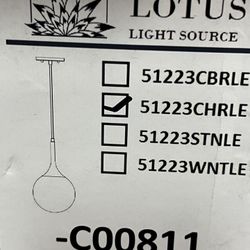 LOTUS
LIGHT SOURCE
51223CBRLE
51223CHRLE
51223STNLE
51223WNTLE
-C00811